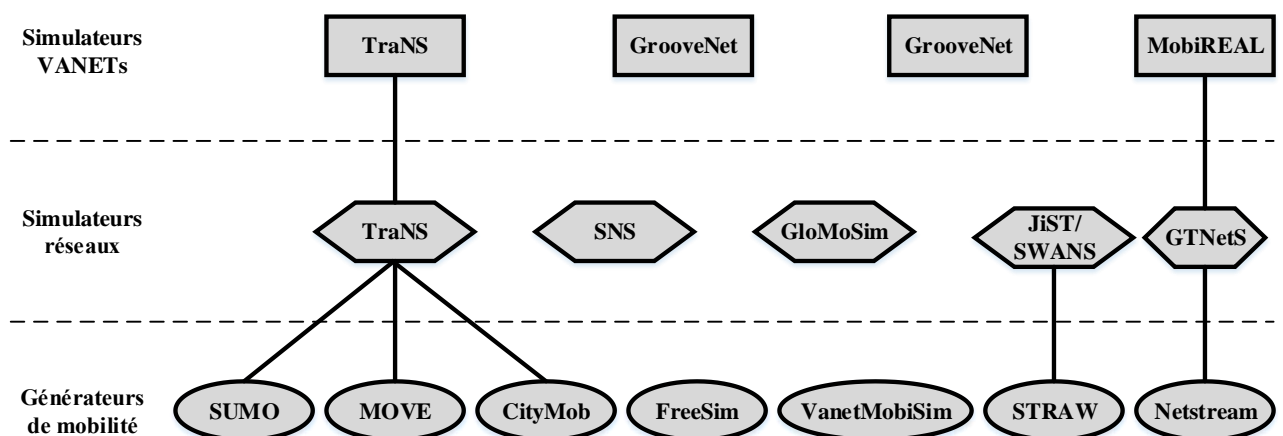 Simulateurs
VANETs
TraNS
GrooveNet
GrooveNet
MobiREAL
Simulateurs
réseaux
TraNS
SNS
GloMoSim
JiST/
SWANS
GTNetS
Générateurs
de mobilité
SUMO
MOVE
CityMob
FreeSim
VanetMobiSim
STRAW
Netstream